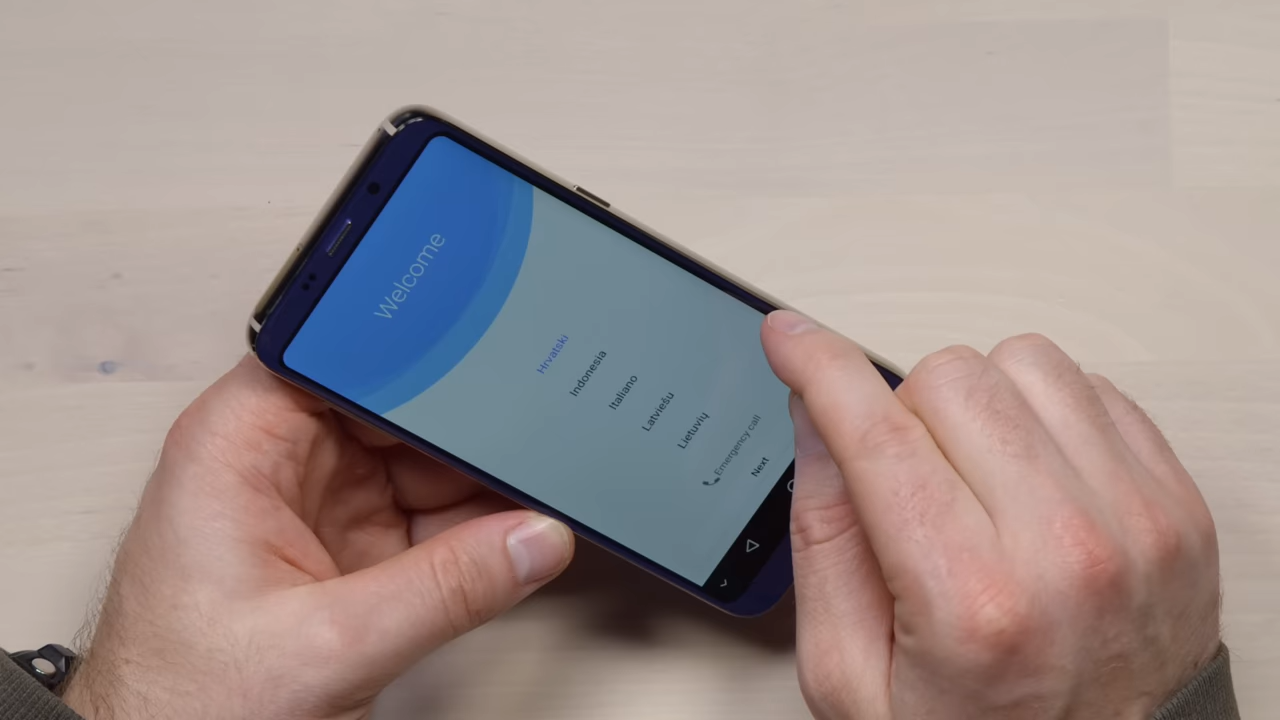 Welcome
Hrvatski
Indonesia
Italiano
Latviešu
Lietuvių
Emergency call
Next